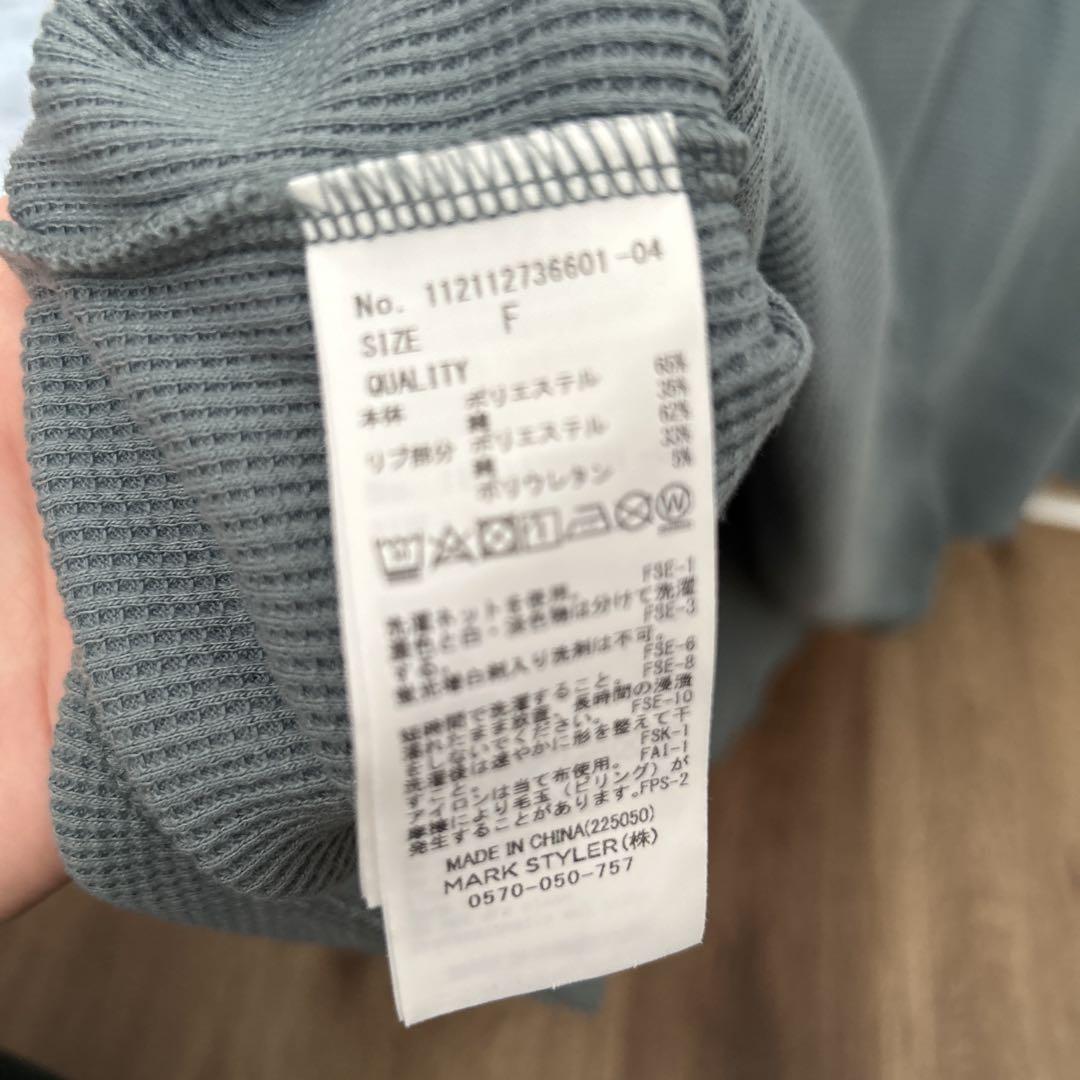 No. 112112736601-04
SIZE F
QUALITY
本体 ポリエステル 65%
綿 35%
リブ部分 ポリエステル 62%
綿 33%
ポリウレタン 5%
FSE-1
洗濯ネットを使用。
濃色と白・淡色物は分けて洗濯
する。 FSE-3
蛍光増白剤入り洗剤は不可。
FSE-6
短時間で洗濯すること。 FSE-8
濡れたまま放置、長時間の浸漬
をしないでください。 FSE-10
洗濯後は速やかに形を整えて干
すこと。 FSK-1
アイロンは当て布使用。 FAI-1
摩擦により毛玉(ピリング)が
発生することがあります。FPS-2
MADE IN CHINA(225050)
MARK STYLER(株)
0570-050-757